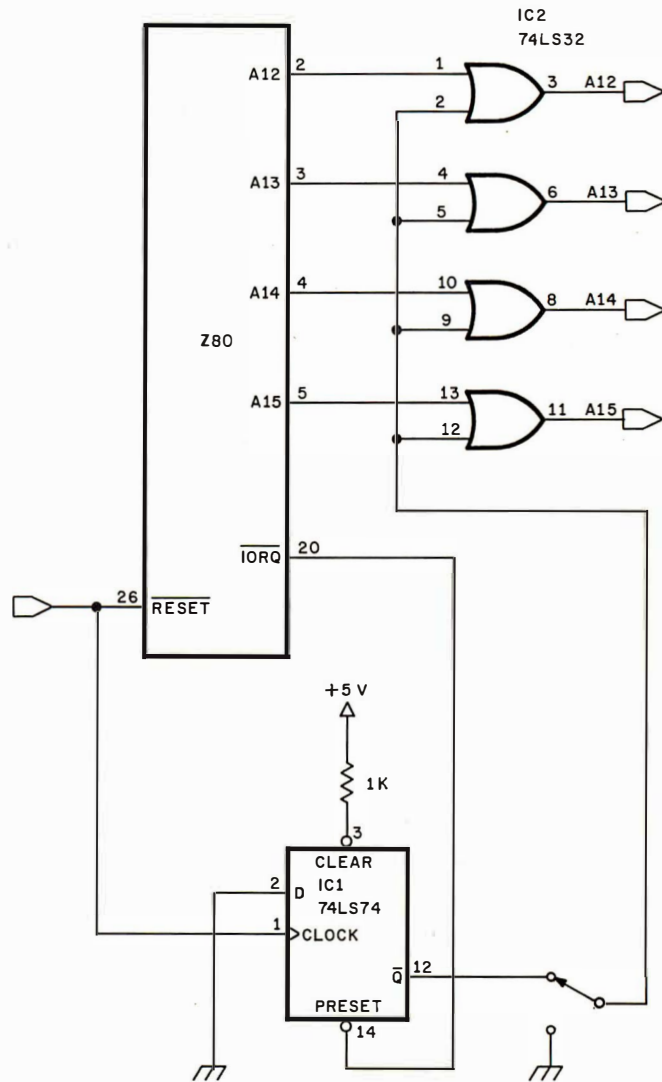 IC2
74LS32
A12 2 1 3 A12
2
A13 3 4 6 A13
5
A14 4 10 8 A14
9
Z80
A15 5 13 11 A15
12
IORQ 20
26 RESET
+5 V
1K
3
CLEAR
2 D IC1
74LS74
1 CLOCK
Q 12
PRESET
14